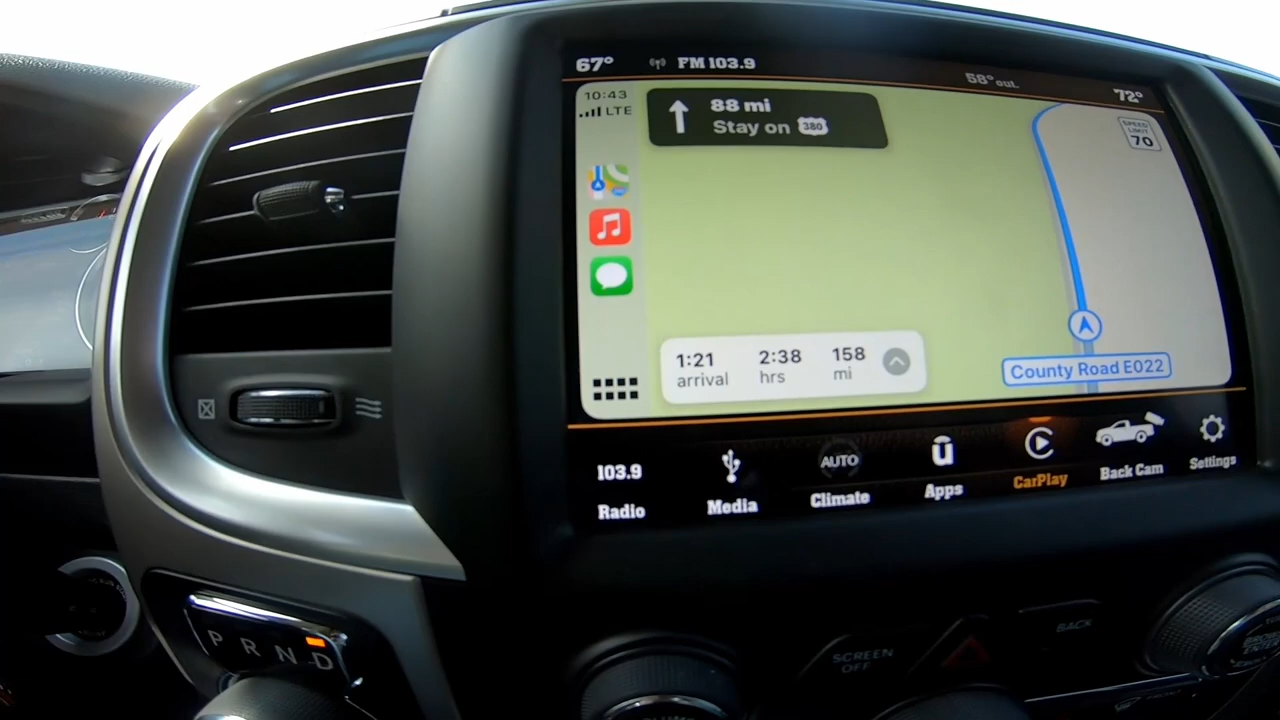 67° FM 103.9 58° out. 72°
10:43
LTE
88 mi
Stay on 380
SPEED
LIMIT
70
1:21 2:38 158
arrival hrs mi
County Road E022
103.9 AUTO
Radio Media Climate Apps CarPlay Back Cam Settings
P R N D
SCREEN
OFF
BACK